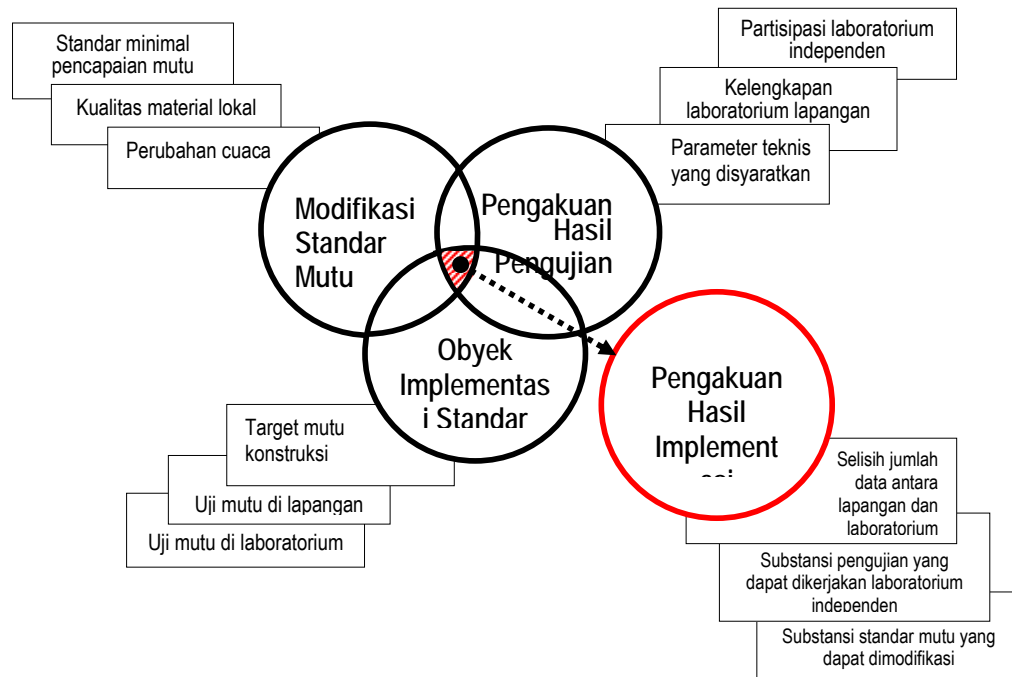 Standar minimal
pencapaian mutu
Kualitas material lokal
Perubahan cuaca
Partisipasi laboratorium
independen
Kelengkapan
laboratorium lapangan
Parameter teknis
yang disyaratkan
Modifikasi
Standar
Mutu
Pengakuan
Hasil
Pengujian
Obyek
Implementas
i Standar
Pengakuan
Hasil
Implement
Target mutu
konstruksi
Uji mutu di lapangan
Uji mutu di laboratorium
Selisih jumlah
data antara
lapangan dan
laboratorium
Substansi pengujian yang
dapat dikerjakan laboratorium
independen
Substansi standar mutu yang
dapat dimodifikasi